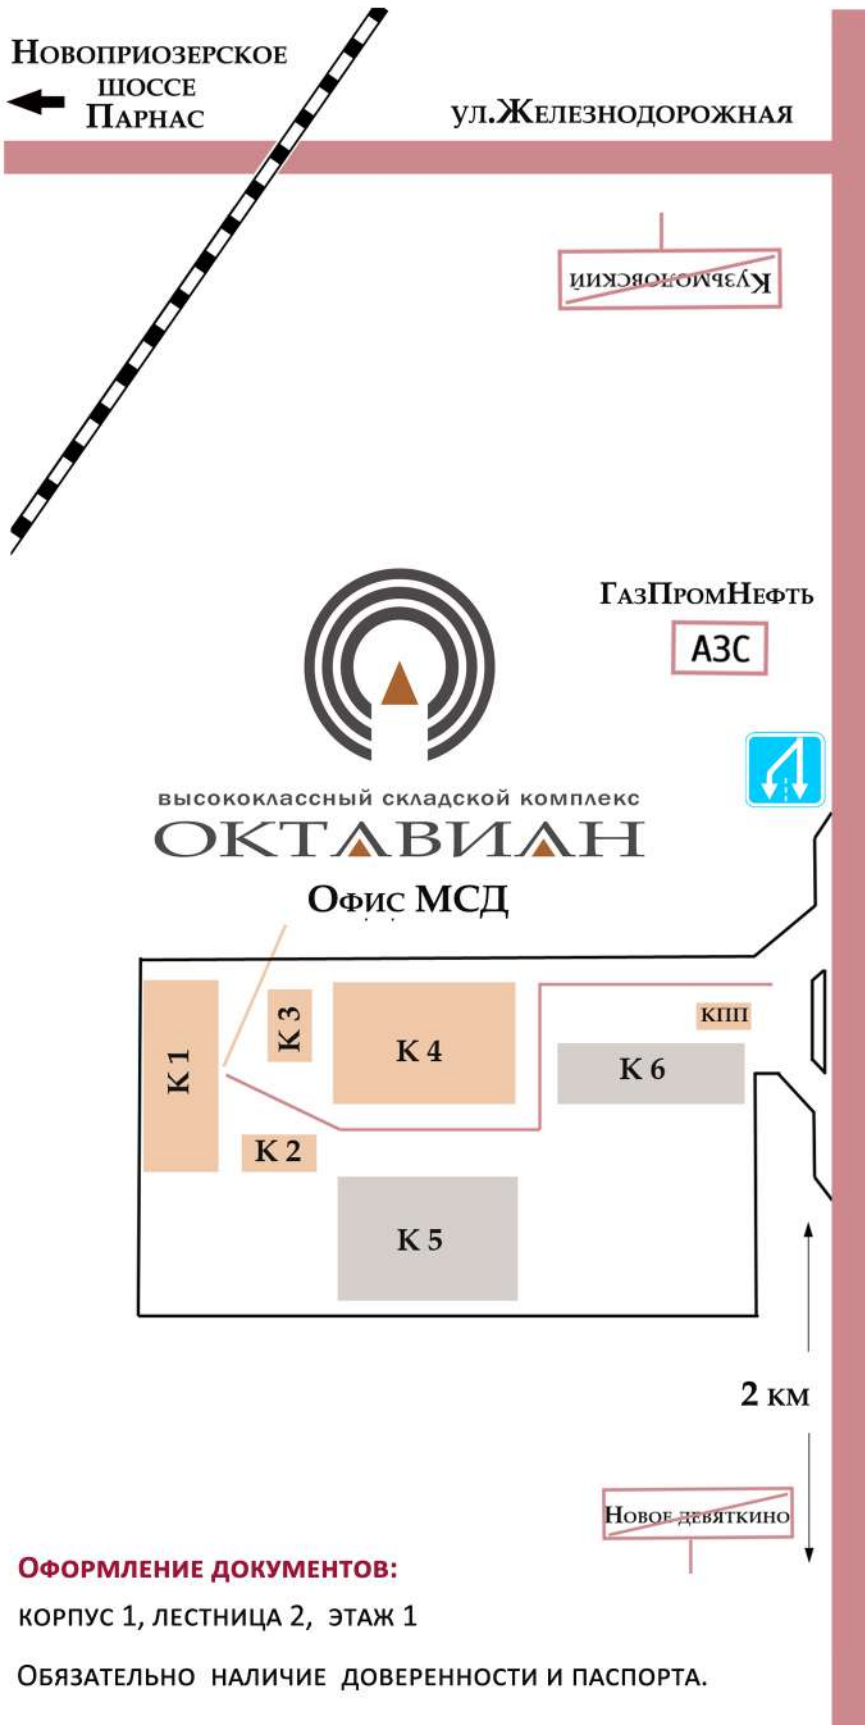 Новоприозерское
шоссе
Парнас
ул.Железнодорожная
Кузьмоловский
ГазПромНефть
АЗС
высококлассный складской комплекс
ОКТАВИАН
Офис МСД
К 1
К 3
К 4
КПП
К 6
К 2
К 5
2 км
Новое девяткино
Оформление документов:
корпус 1, лестница 2, этаж 1
Обязательно наличие доверенности и паспорта.